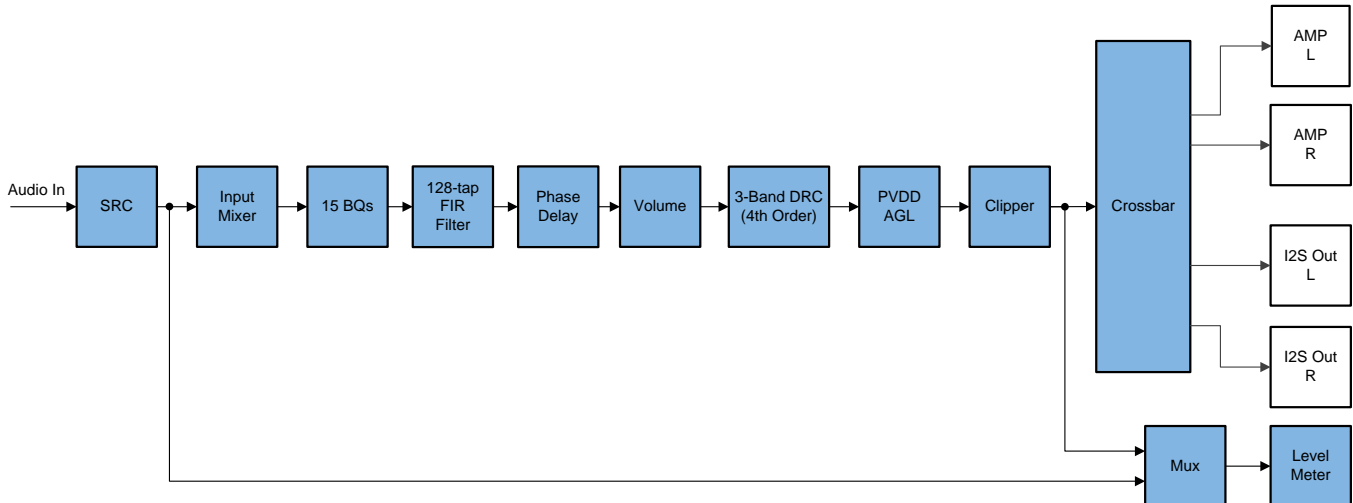 Audio In
SRC
Input
Mixer
15 BQs
128-tap
FIR
Filter
Phase
Delay
Volume
3-Band DRC
(4th Order)
PVDD
AGL
Clipper
Crossbar
AMP
L
AMP
R
I2S Out
L
I2S Out
R
Mux
Level
Meter